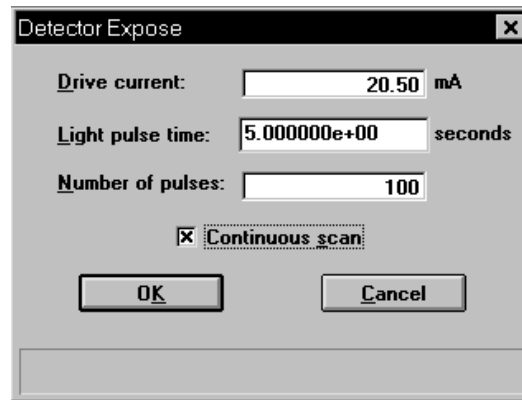 Detector Expose
Drive current: 20.50 mA
Light pulse time: 5.000000e+00 seconds
Number of pulses: 100
Continuous scan
OK Cancel